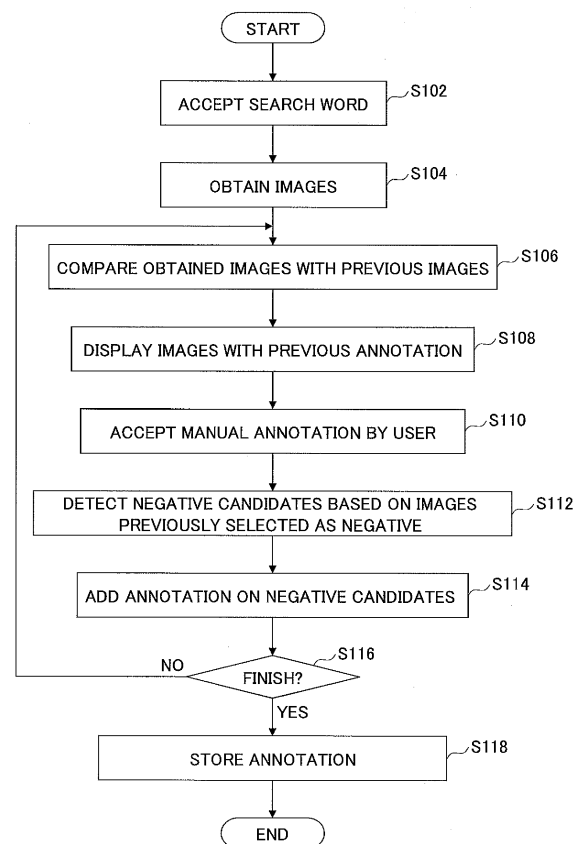 START
ACCEPT SEARCH WORD
S102
OBTAIN IMAGES
S104
COMPARE OBTAINED IMAGES WITH PREVIOUS IMAGES
S106
DISPLAY IMAGES WITH PREVIOUS ANNOTATION
S108
ACCEPT MANUAL ANNOTATION BY USER
S110
DETECT NEGATIVE CANDIDATES BASED ON IMAGES
PREVIOUSLY SELECTED AS NEGATIVE
S112
ADD ANNOTATION ON NEGATIVE CANDIDATES
S114
FINISH?
S116
NO
YES
STORE ANNOTATION
S118
END